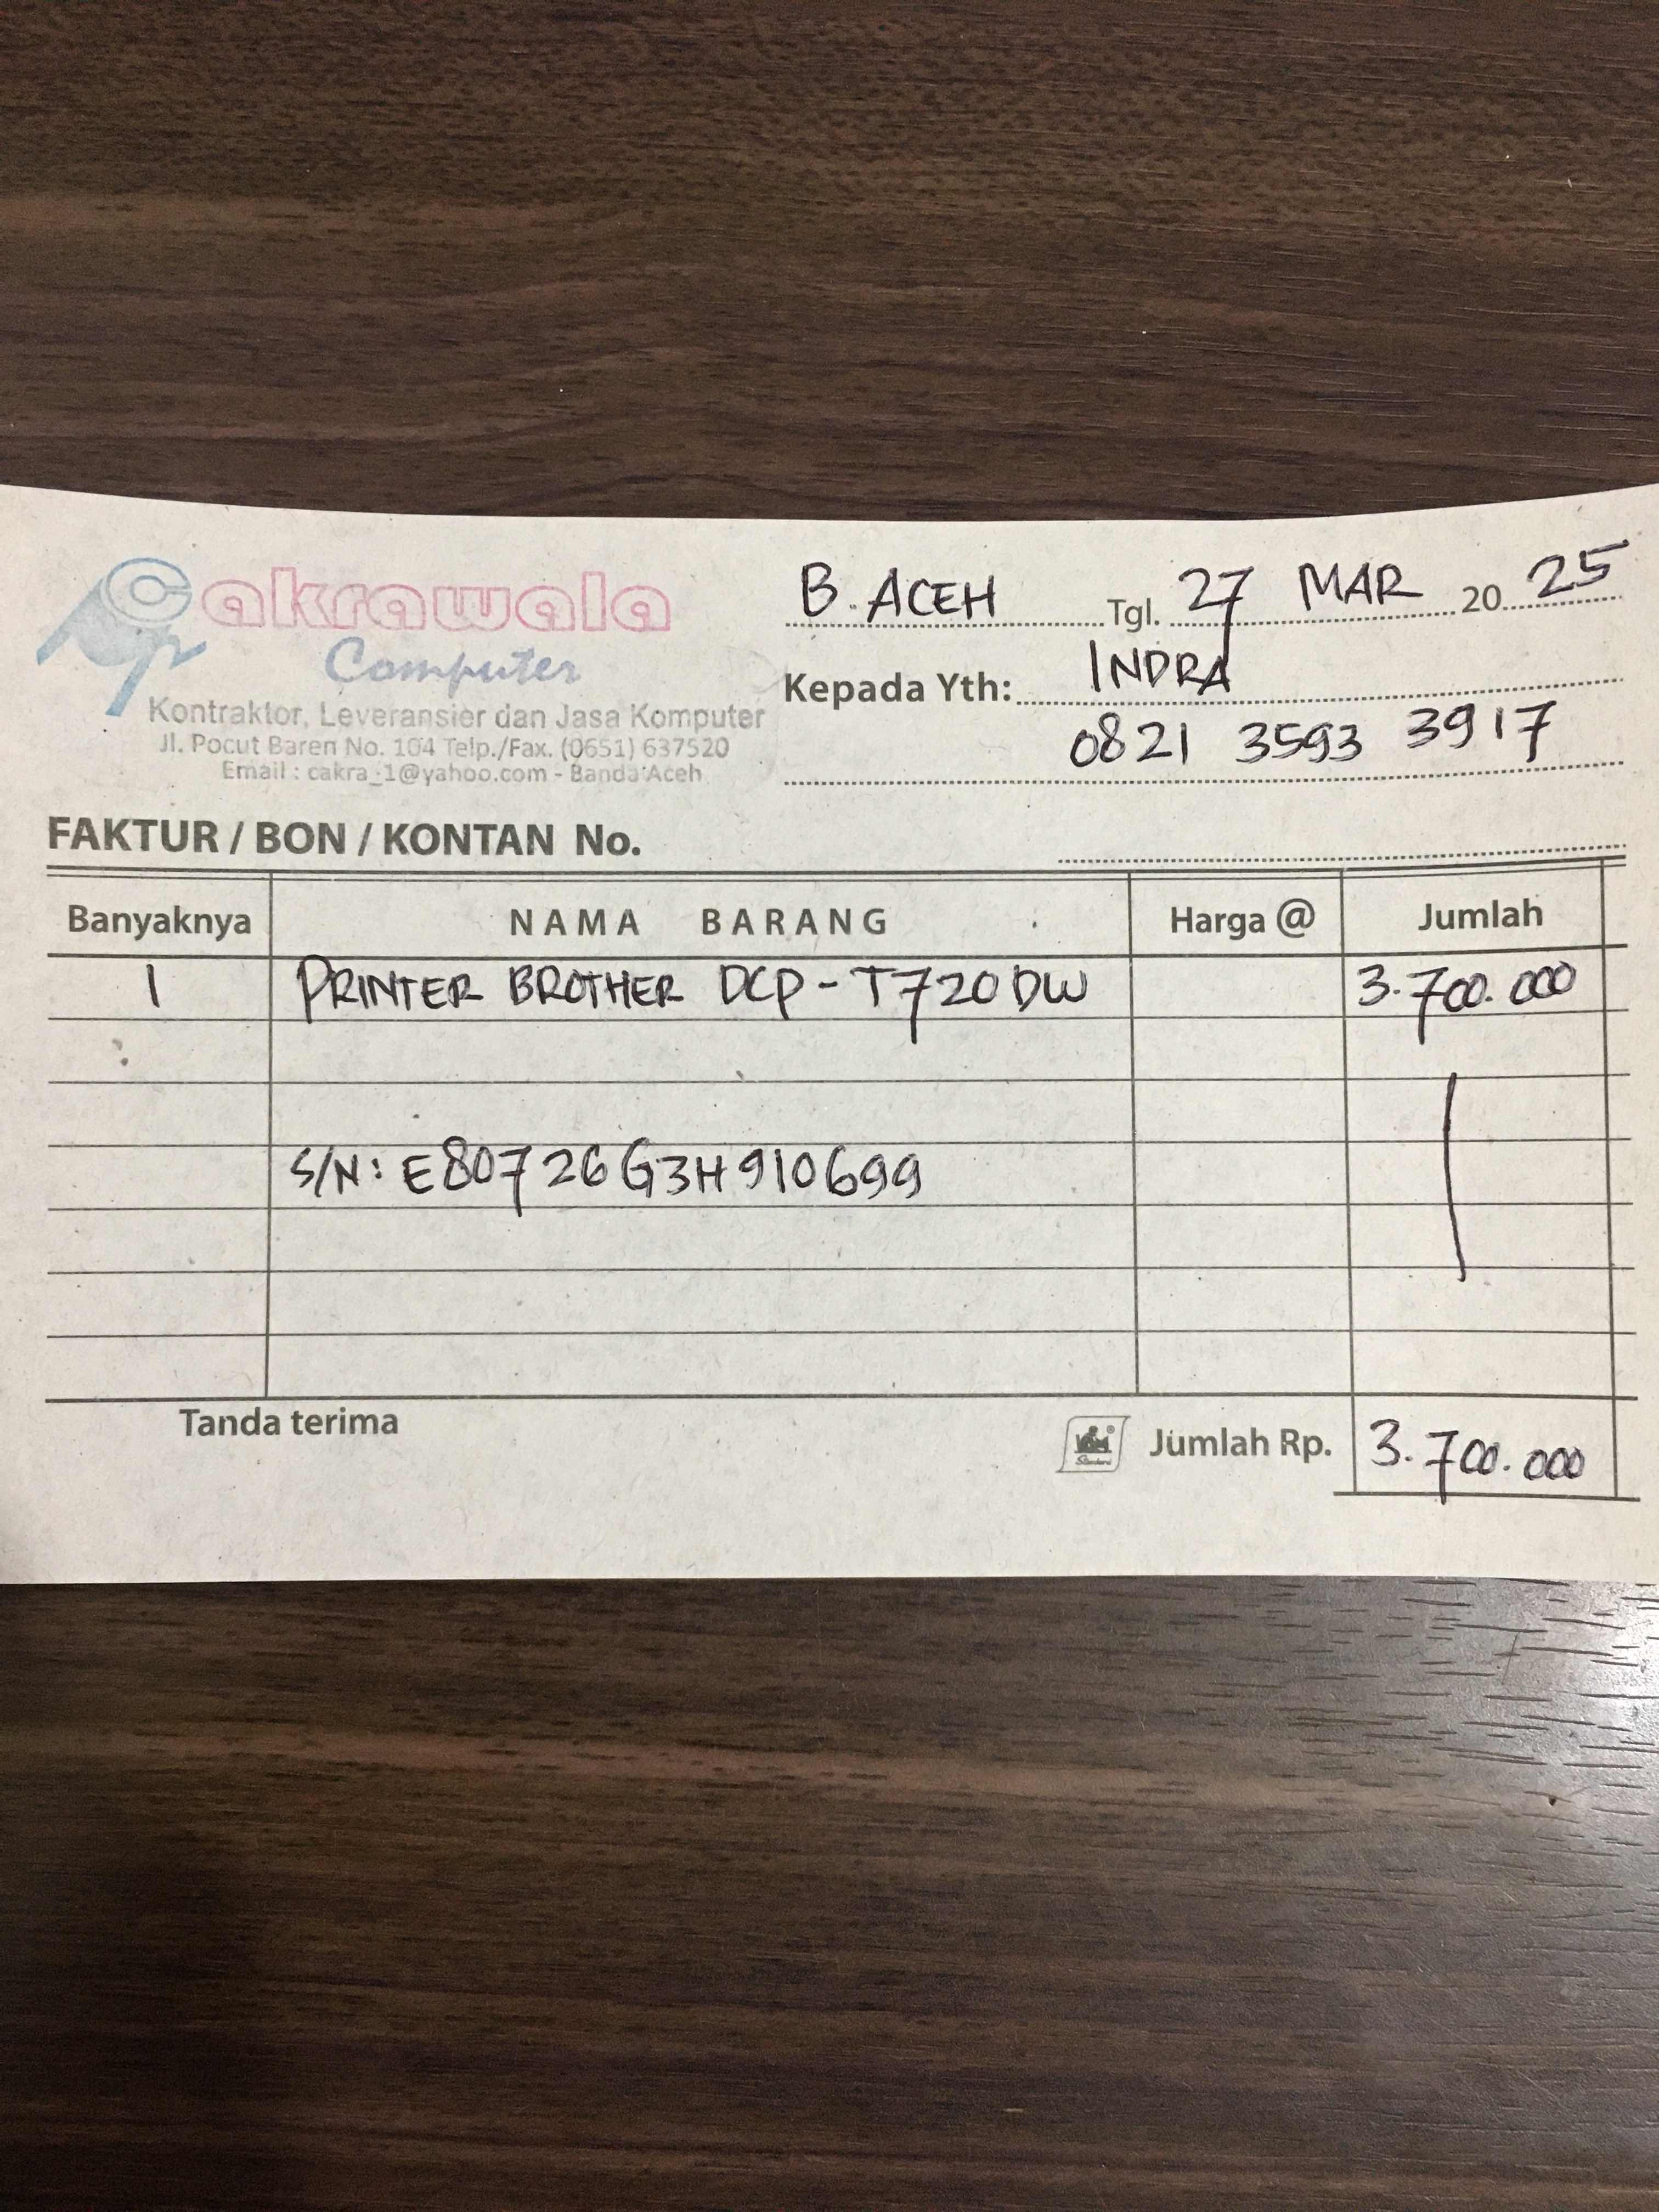 Cakrawala
Computer
Kontraktor, Leveransier dan Jasa Komputer
Jl. Pocut Baren No. 104 Telp./Fax. (0651) 637520
Email : cakra_1@yahoo.com - Banda Aceh
B. ACEH Tgl. 27 MAR 20 25
Kepada Yth: INDRA
0821 3593 3917
FAKTUR / BON / KONTAN No.
Banyaknya NAMA BARANG Harga @ Jumlah
1 PRINTER BROTHER DCP-T720DW 3.700.000
S/N: E80726G3H910699
Tanda terima Jumlah Rp. 3.700.000